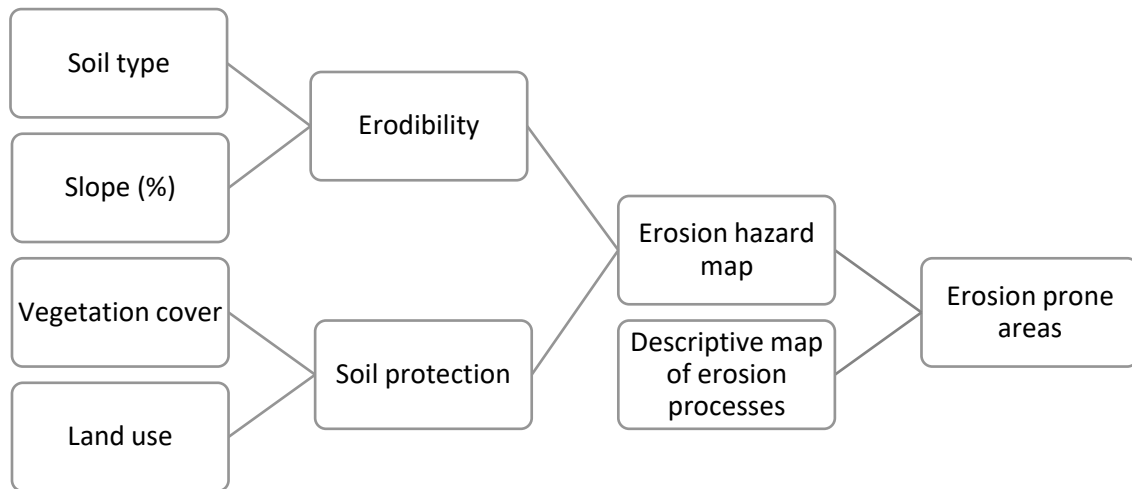 Soil type
Slope (%)
Vegetation cover
Land use
Erodibility
Soil protection
Erosion hazard
map
Descriptive map
of erosion
processes
Erosion prone
areas